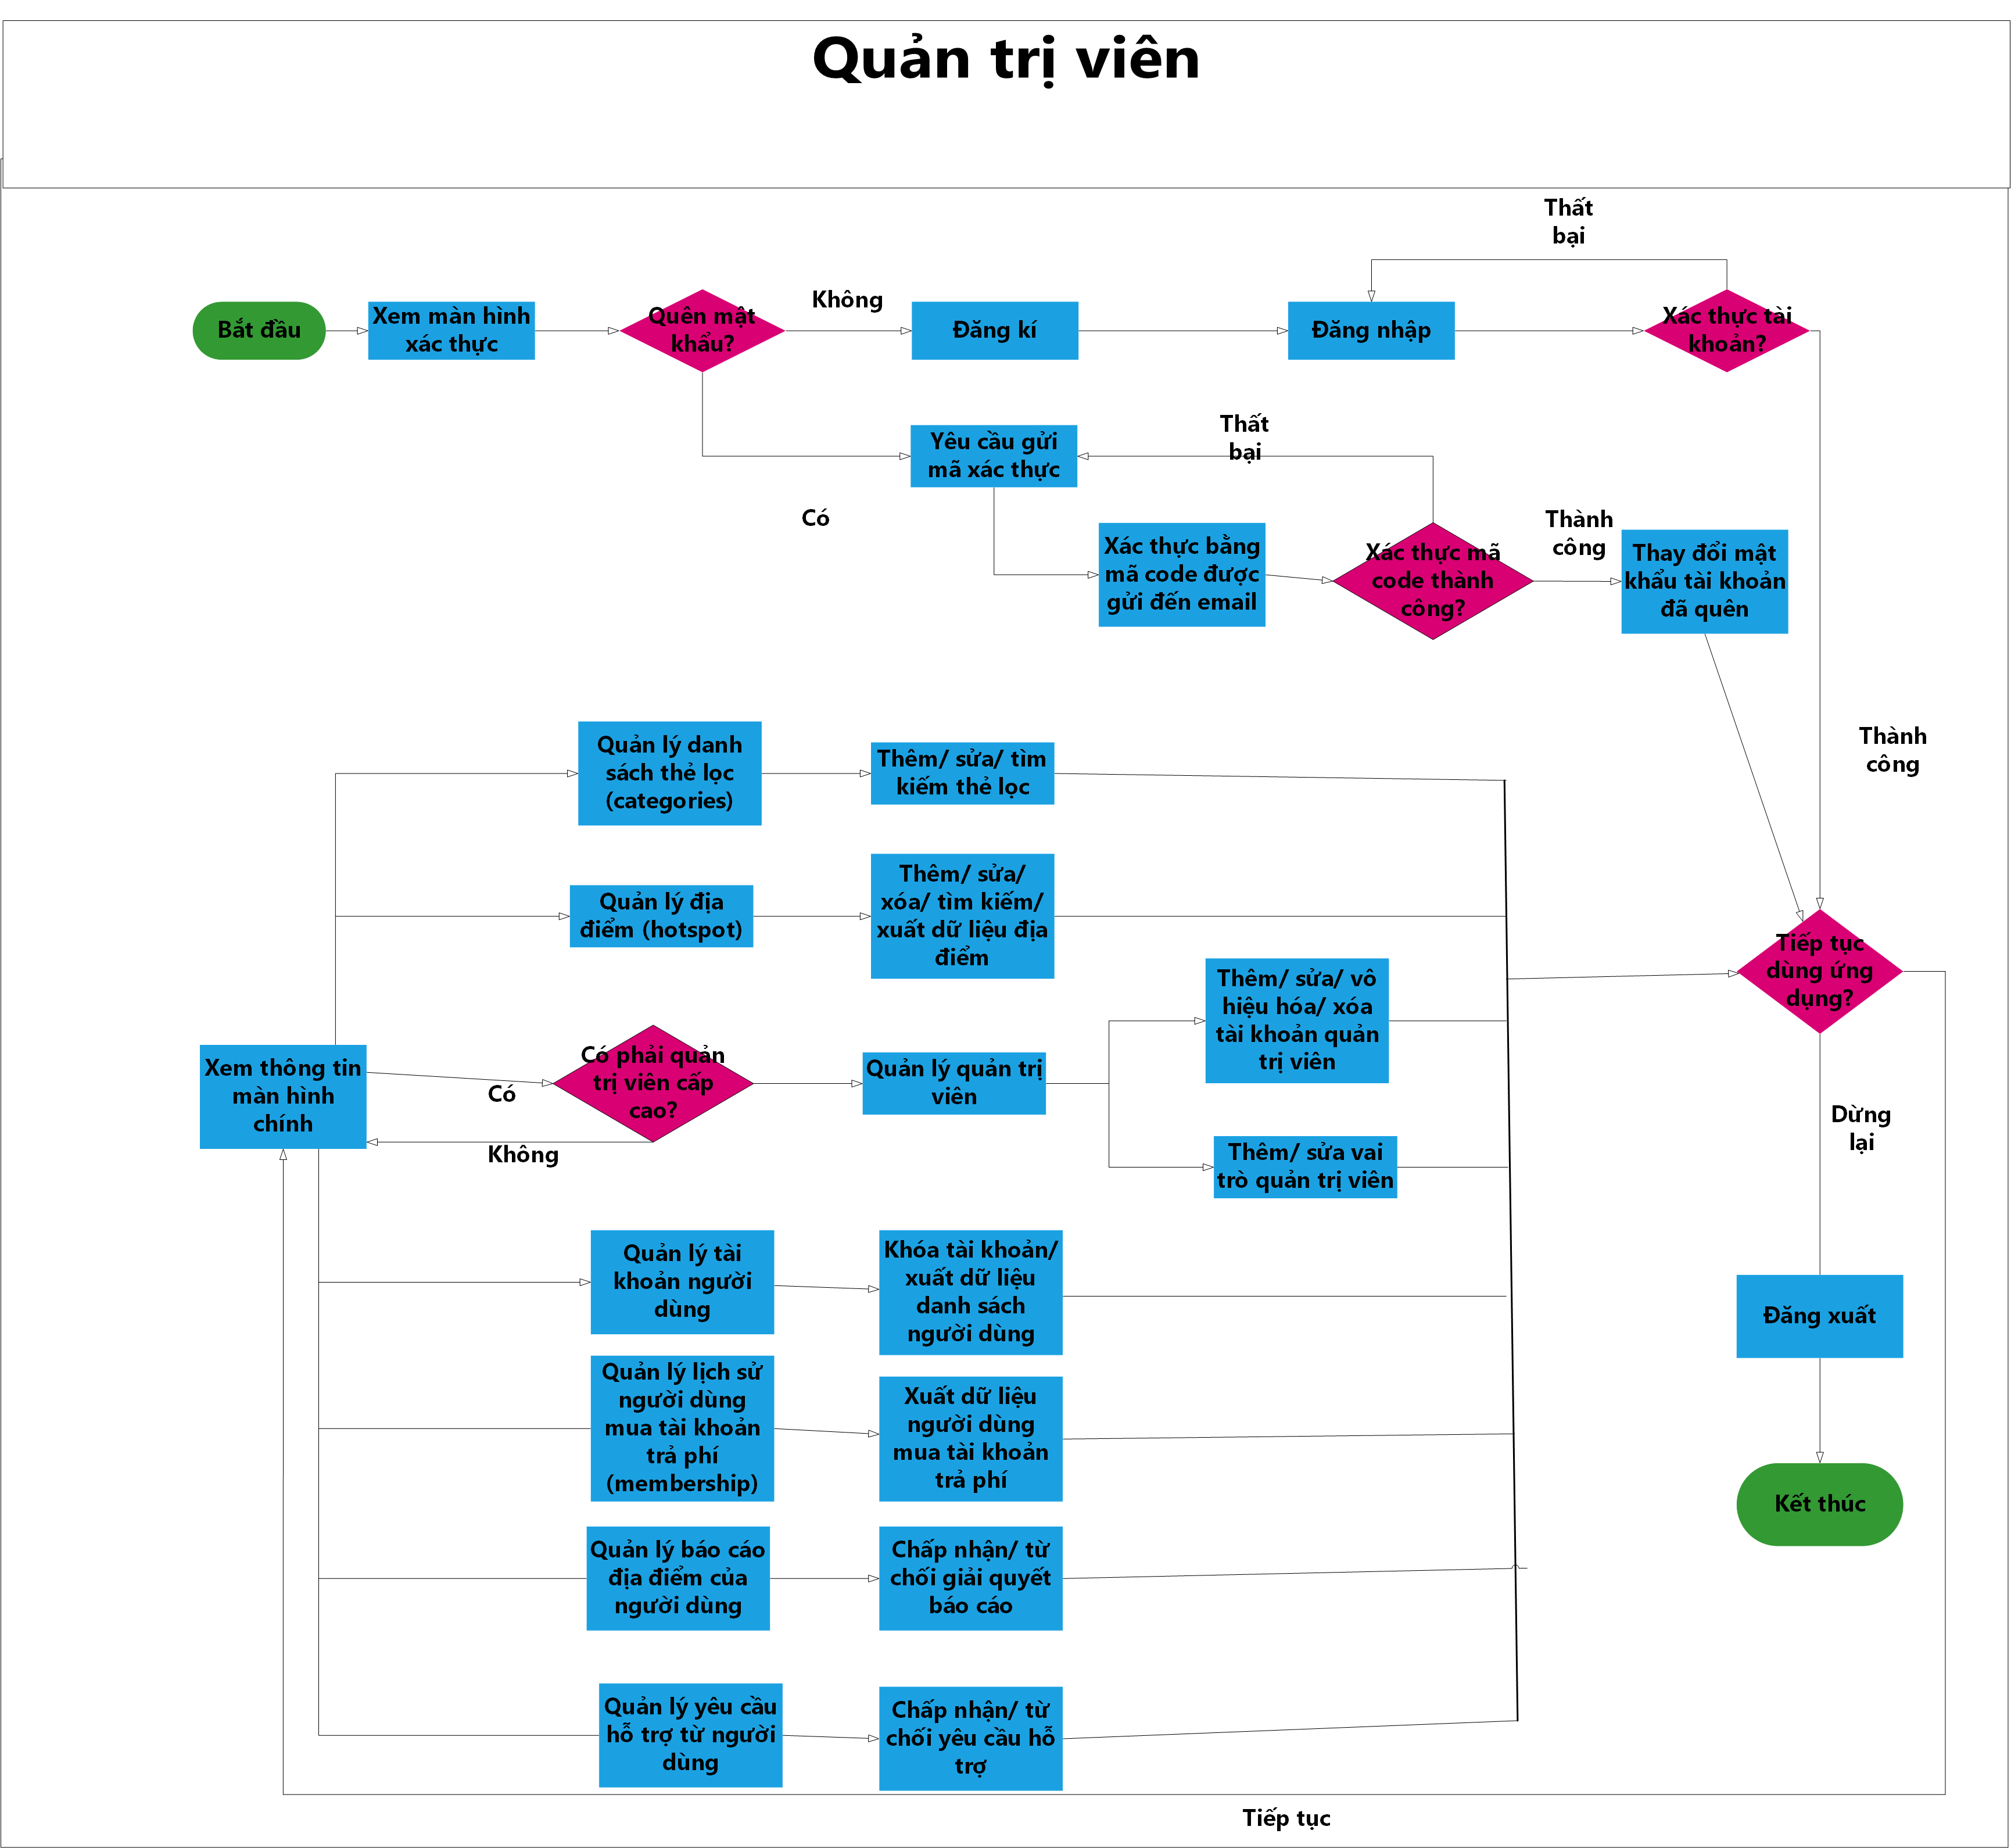 Quản trị viên
Thất
bại
Bắt đầu
Xem màn hình
xác thực
Quên mật
khẩu?
Không
Đăng kí
Đăng nhập
Xác thực tài
khoản?
Yêu cầu gửi
mã xác thực
Thất
bại
Có
Xác thực bằng
mã code được
gửi đến email
Xác thực mã
code thành
công?
Thành
công
Thay đổi mật
khẩu tài khoản
đã quên
Thành
công
Quản lý danh
sách thẻ lọc
(categories)
Thêm/ sửa/ tìm
kiếm thẻ lọc
Quản lý địa
điểm (hotspot)
Thêm/ sửa/
xóa/ tìm kiếm/
xuất dữ liệu địa
điểm
Tiếp tục
dùng ứng
dụng?
Xem thông tin
màn hình
chính
Có
Không
Có phải quản
trị viên cấp
cao?
Quản lý quản trị
viên
Thêm/ sửa/ vô
hiệu hóa/ xóa
tài khoản quản
trị viên
Thêm/ sửa vai
trò quản trị viên
Dừng
lại
Quản lý tài
khoản người
dùng
Khóa tài khoản/
xuất dữ liệu
danh sách
người dùng
Đăng xuất
Quản lý lịch sử
người dùng
mua tài khoản
trả phí
(membership)
Xuất dữ liệu
người dùng
mua tài khoản
trả phí
Kết thúc
Quản lý báo cáo
địa điểm của
người dùng
Chấp nhận/ từ
chối giải quyết
báo cáo
Quản lý yêu cầu
hỗ trợ từ người
dùng
Chấp nhận/ từ
chối yêu cầu hỗ
trợ
Tiếp tục